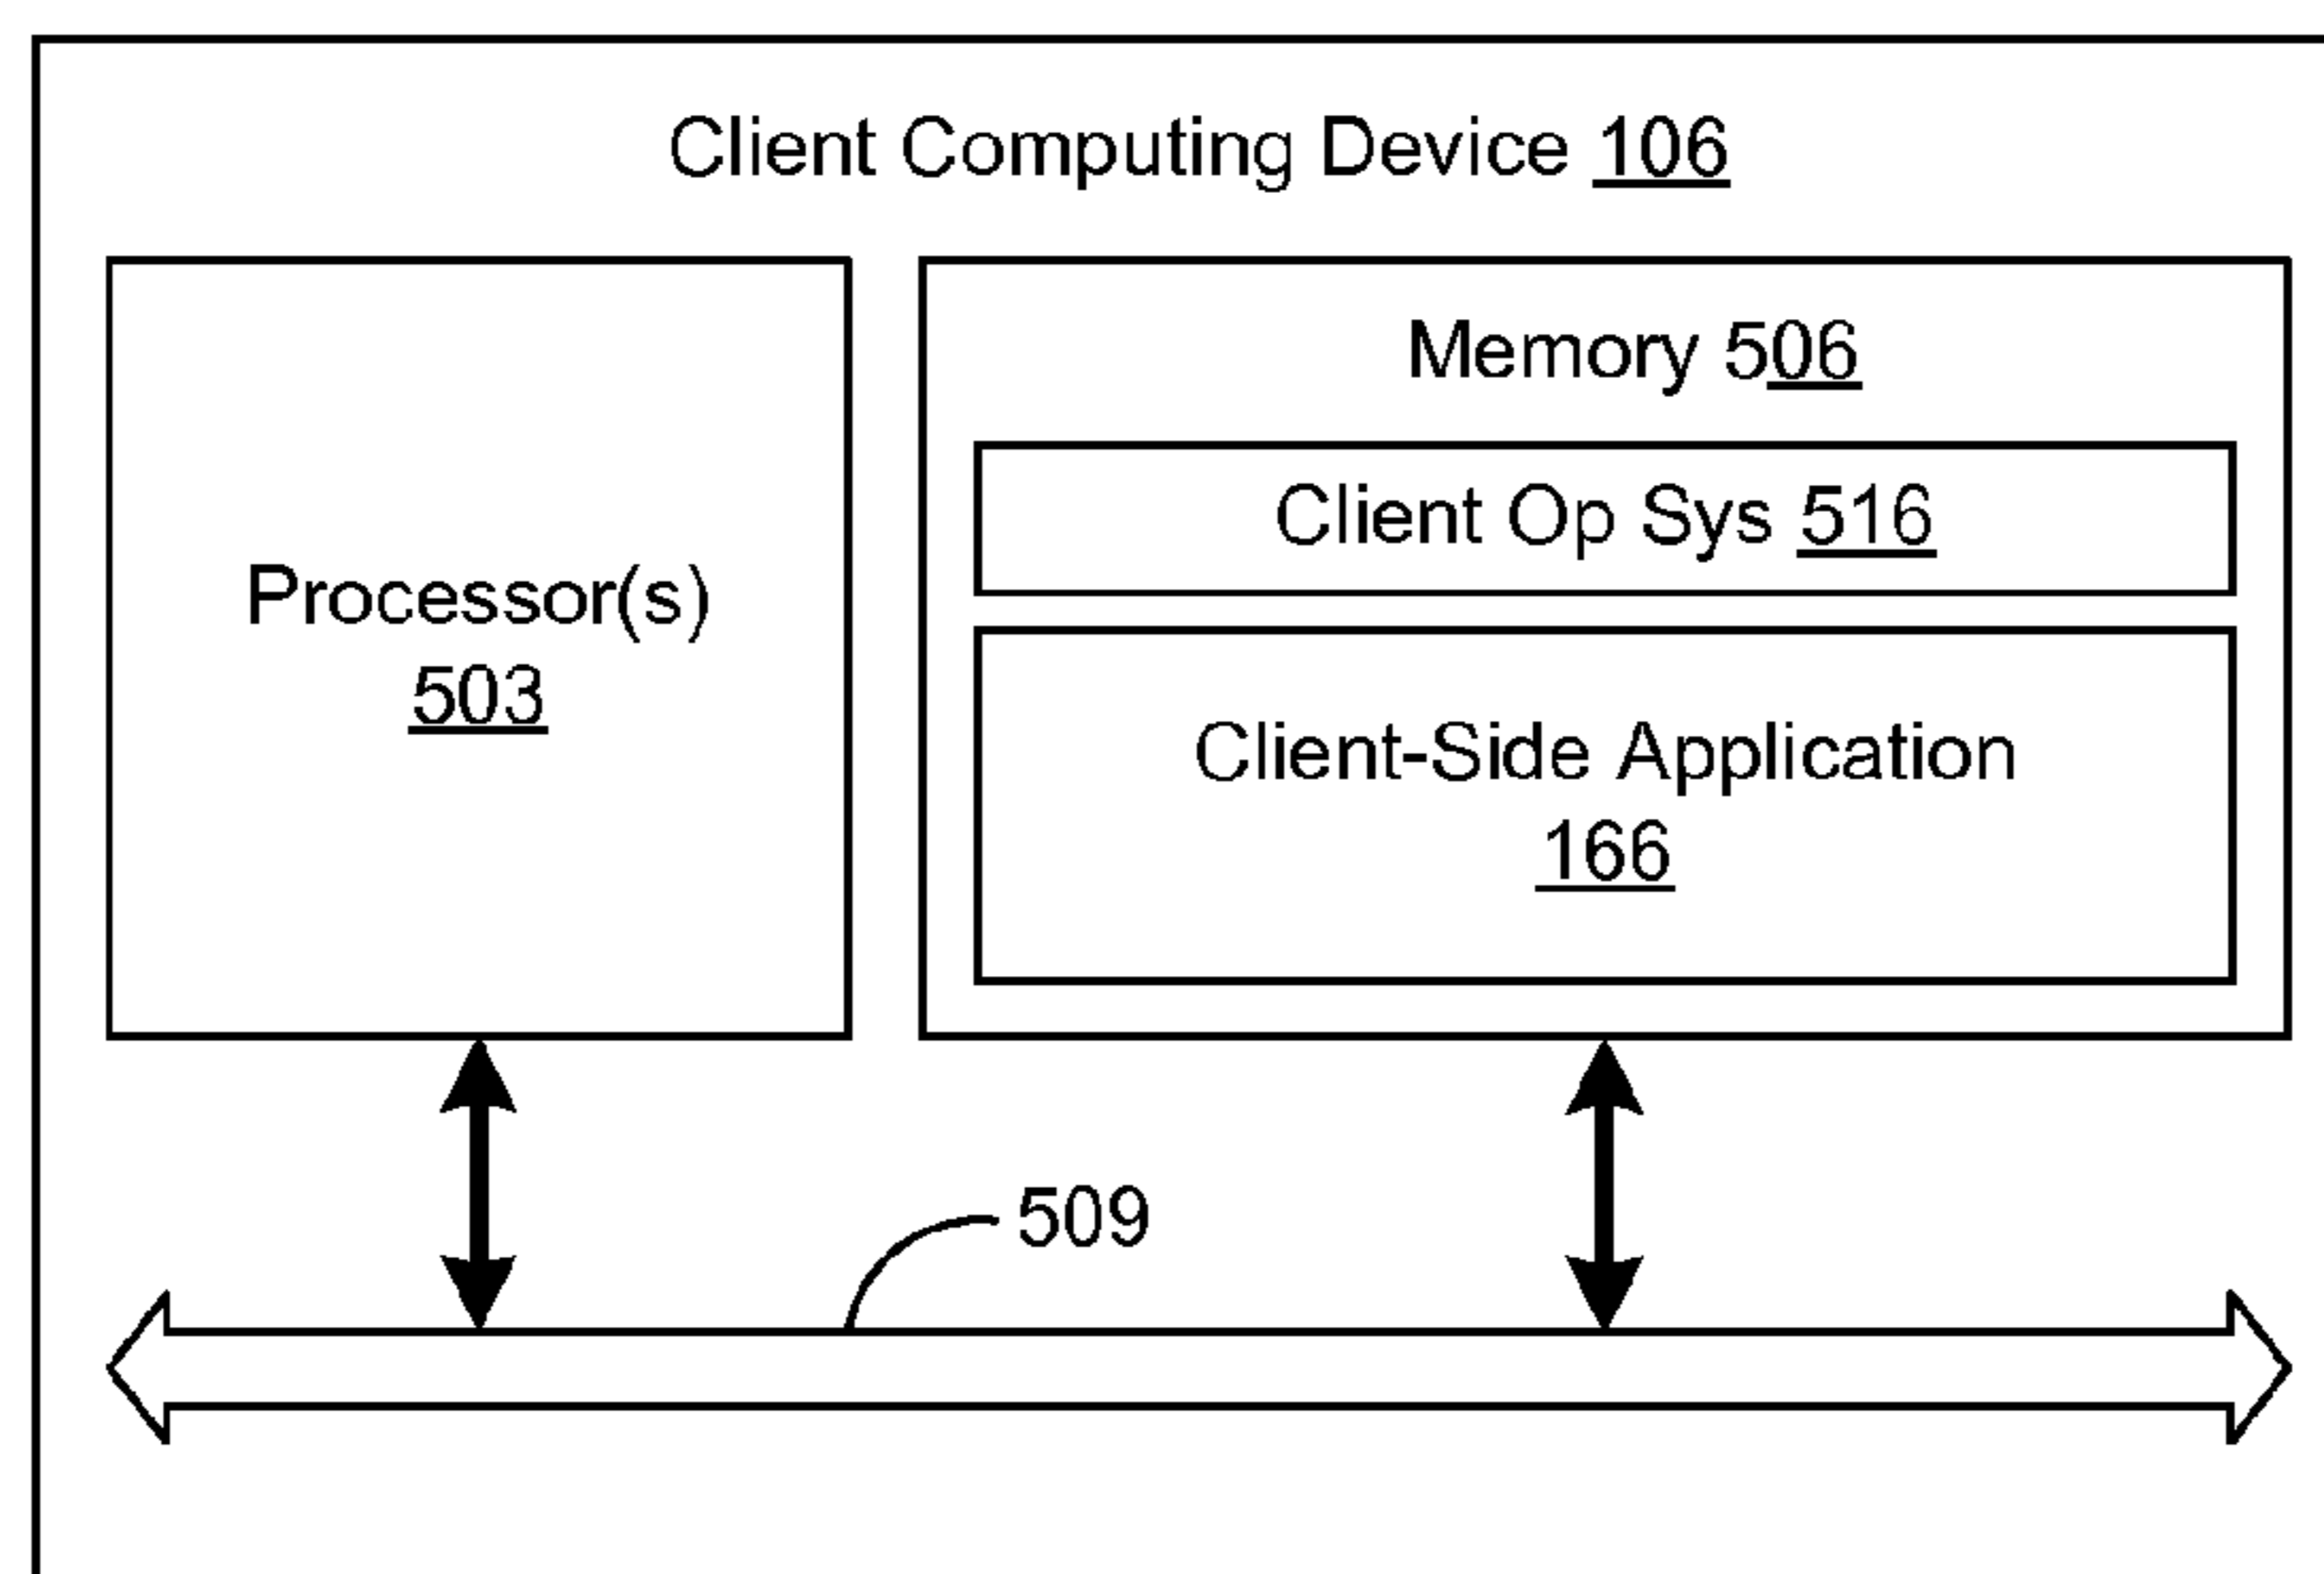 Client Computing Device 106
Memory 506
Client Op Sys 516
Processor(s)
503
Client-Side Application
166
509